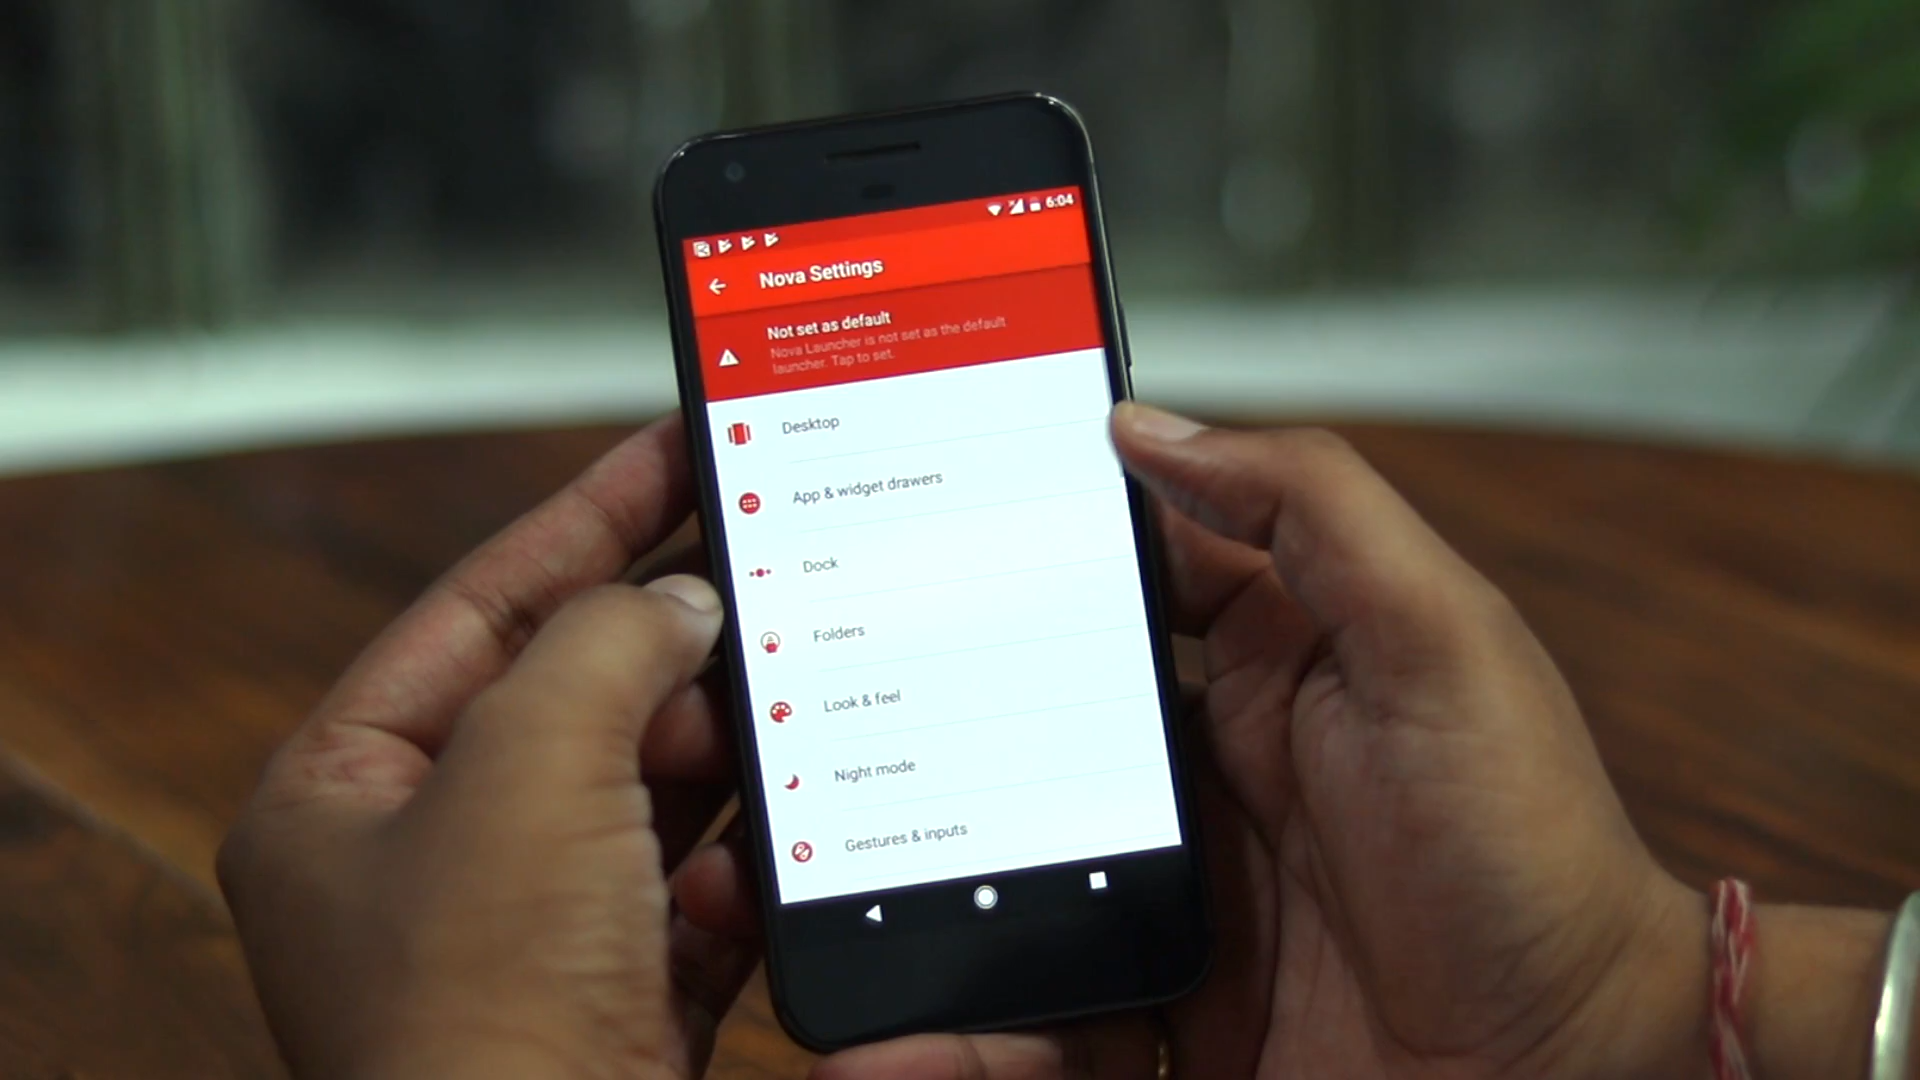 6:04
Nova Settings
Not set as default
Nova Launcher is not set as the default
launcher. Tap to set.
Desktop
App & widget drawers
Dock
Folders
Look & feel
Night mode
Gestures & inputs